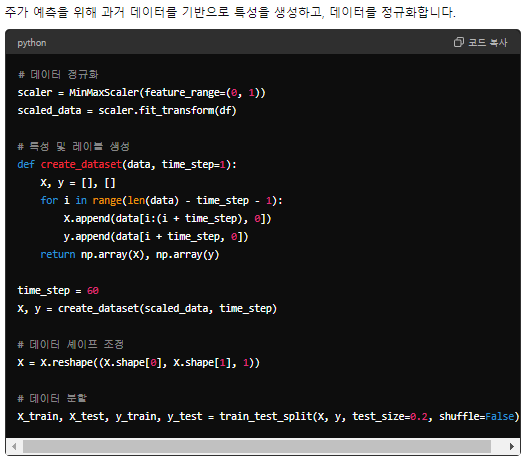 주가 예측을 위해 과거 데이터를 기반으로 특성을 생성하고, 데이터를 정규화합니다.
python
코드 복사
# 데이터 정규화
scaler = MinMaxScaler(feature_range=(0, 1))
scaled_data = scaler.fit_transform(df)
# 특성 및 레이블 생성
def create_dataset(data, time_step=1):
    X, y = [], []
    for i in range(len(data) - time_step - 1):
        X.append(data[i:(i + time_step), 0])
        y.append(data[i + time_step, 0])
    return np.array(X), np.array(y)
time_step = 60
X, y = create_dataset(scaled_data, time_step)
# 데이터 셰이프 조정
X = X.reshape((X.shape[0], X.shape[1], 1))
# 데이터 분할
X_train, X_test, y_train, y_test = train_test_split(X, y, test_size=0.2, shuffle=False)